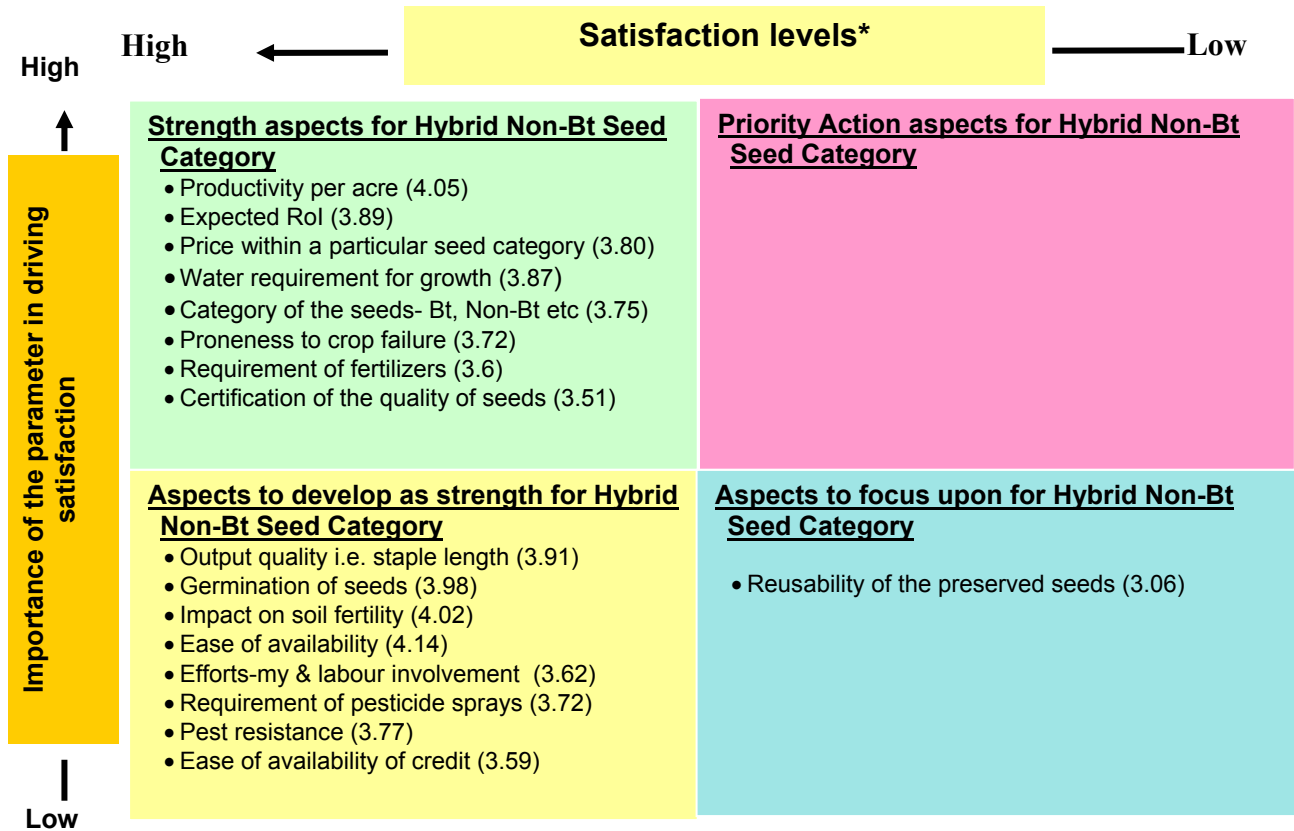 Satisfaction levels*
High
Low
High
Importance of the parameter in driving
satisfaction
Low
Strength aspects for Hybrid Non-Bt Seed
Category
• Productivity per acre (4.05)
• Expected RoI (3.89)
• Price within a particular seed category (3.80)
• Water requirement for growth (3.87)
• Category of the seeds- Bt, Non-Bt etc (3.75)
• Proneness to crop failure (3.72)
• Requirement of fertilizers (3.6)
• Certification of the quality of seeds (3.51)
Priority Action aspects for Hybrid Non-Bt
Seed Category
Aspects to develop as strength for Hybrid
Non-Bt Seed Category
• Output quality i.e. staple length (3.91)
• Germination of seeds (3.98)
• Impact on soil fertility (4.02)
• Ease of availability (4.14)
• Efforts-my & labour involvement (3.62)
• Requirement of pesticide sprays (3.72)
• Pest resistance (3.77)
• Ease of availability of credit (3.59)
Aspects to focus upon for Hybrid Non-Bt
Seed Category
• Reusability of the preserved seeds (3.06)